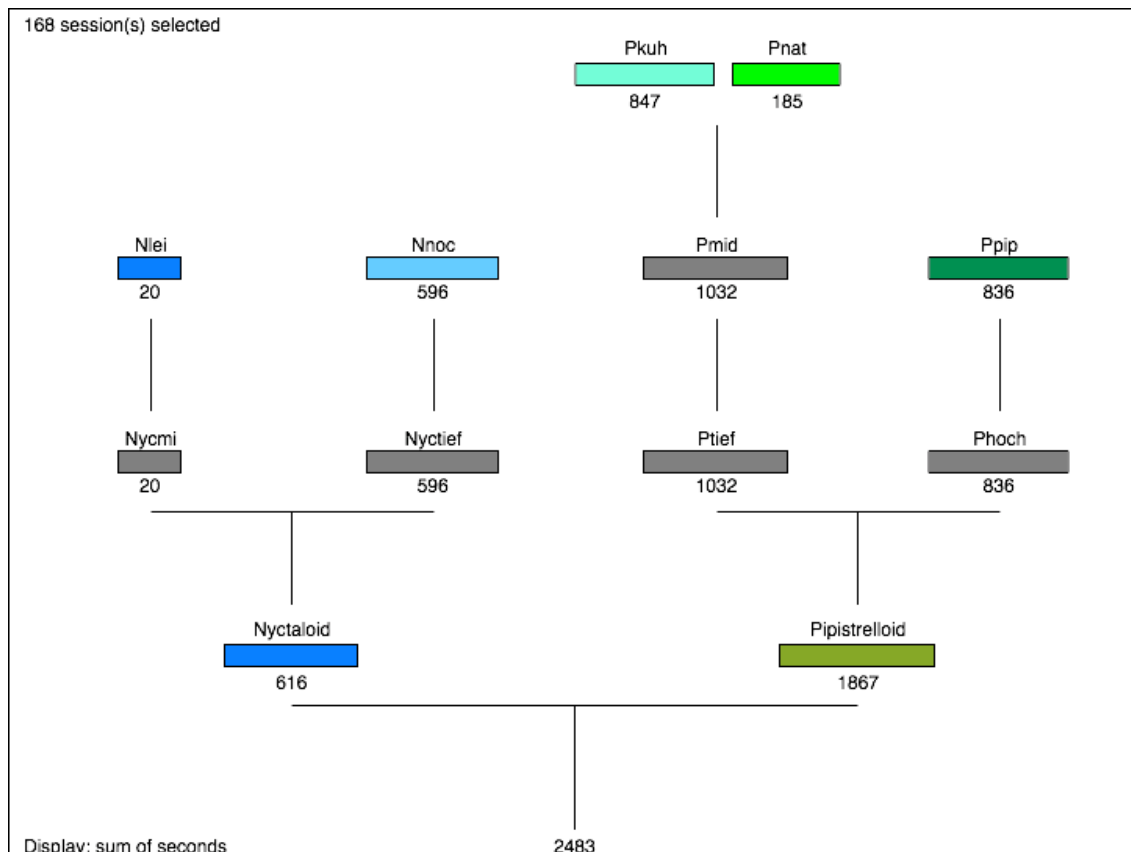 168 session(s) selected
Pkuh Pnat
847 185
Nlei Nnoc Pmid Ppip
20 596 1032 836
Nycmi Nyctief Ptief Phoch
20 596 1032 836
Nyctaloid Pipistrelloid
616 1867
Display: sum of seconds 2483